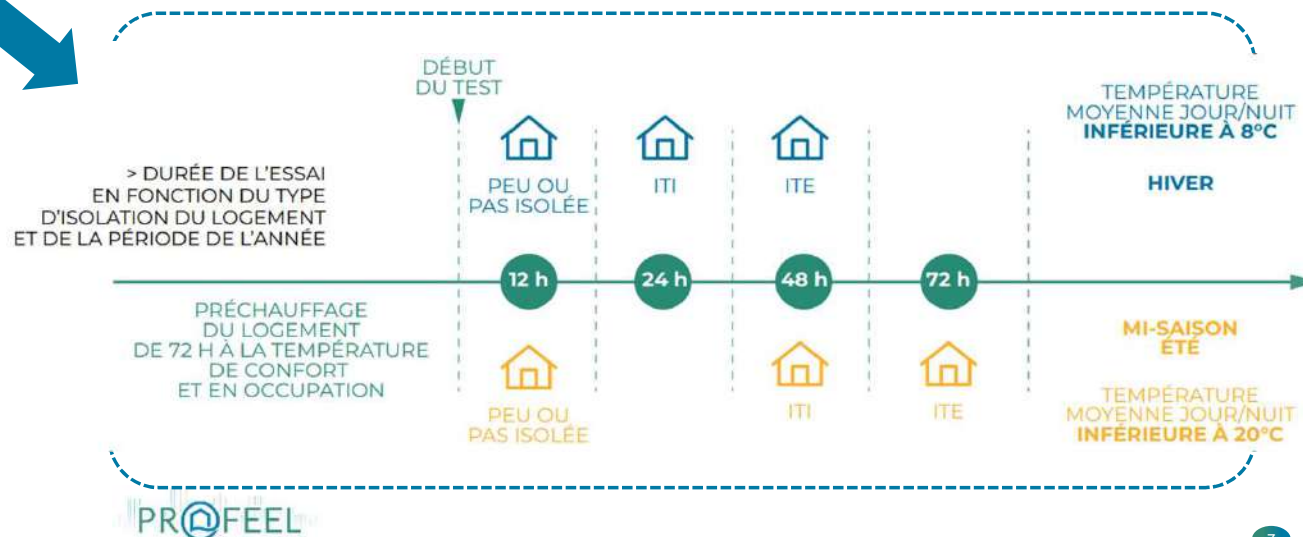 DÉBUT
DU TEST
> DURÉE DE L'ESSAI
EN FONCTION DU TYPE
D'ISOLATION DU LOGEMENT
ET DE LA PÉRIODE DE L'ANNÉE
PEU OU
PAS ISOLÉE
ITI
ITE
TEMPÉRATURE
MOYENNE JOUR/NUIT
INFÉRIEURE À 8°C
HIVER
12 h
24 h
48 h
72 h
PRÉCHAUFFAGE
DU LOGEMENT
DE 72 H À LA TEMPÉRATURE
DE CONFORT
ET EN OCCUPATION
PEU OU
PAS ISOLÉE
ITI
ITE
MI-SAISON
ÉTÉ
TEMPÉRATURE
MOYENNE JOUR/NUIT
INFÉRIEURE À 20°C
PROFEEL